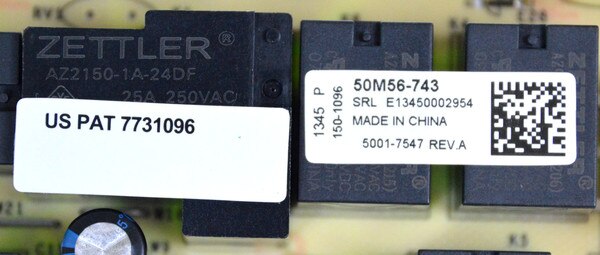 ZETTLER®
AZ2150-1A-24DF
25A 250VAC
US PAT 7731096
1345 P
150-1096
50M56-743
SRL E13450002954
MADE IN CHINA
5001-7547 REV.A
K3